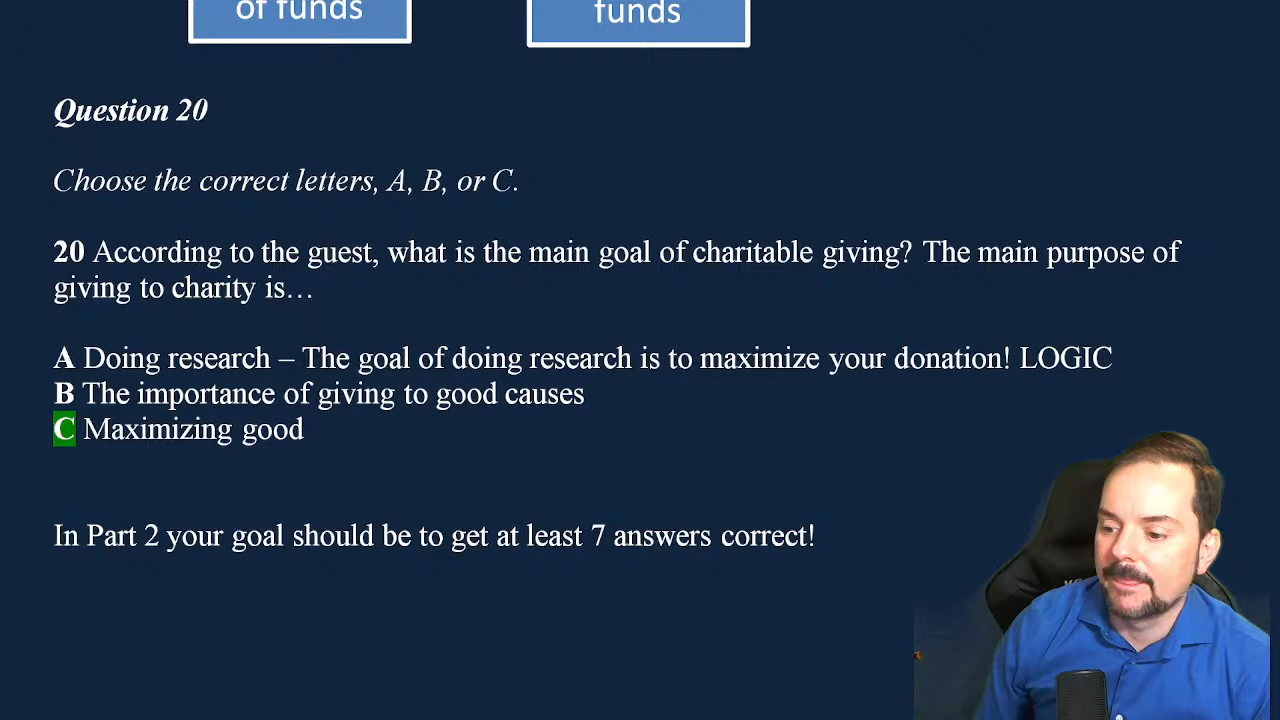 of funds
funds
Question 20
Choose the correct letters, A, B, or C.
20 According to the guest, what is the main goal of charitable giving? The main purpose of
giving to charity is…
A Doing research – The goal of doing research is to maximize your donation! LOGIC
B The importance of giving to good causes
C Maximizing good
In Part 2 your goal should be to get at least 7 answers correct!